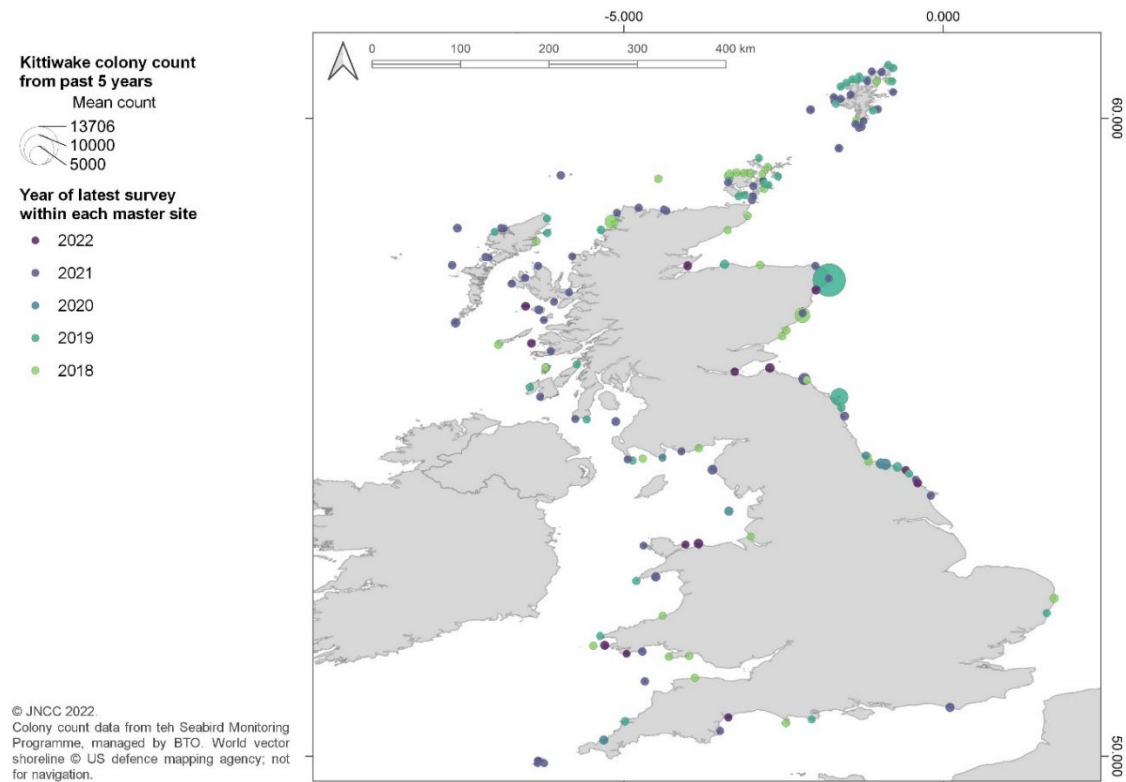 -5.000
0.000
0
100
200
300
400 km
Kittiwake colony count
from past 5 years
Mean count
13706
10000
5000
Year of latest survey
within each master site
2022
2021
2020
2019
2018
60.000
50.000
© JNCC 2022.
Colony count data from teh Seabird Monitoring
Programme, managed by BTO. World vector
shoreline © US defence mapping agency; not
for navigation.